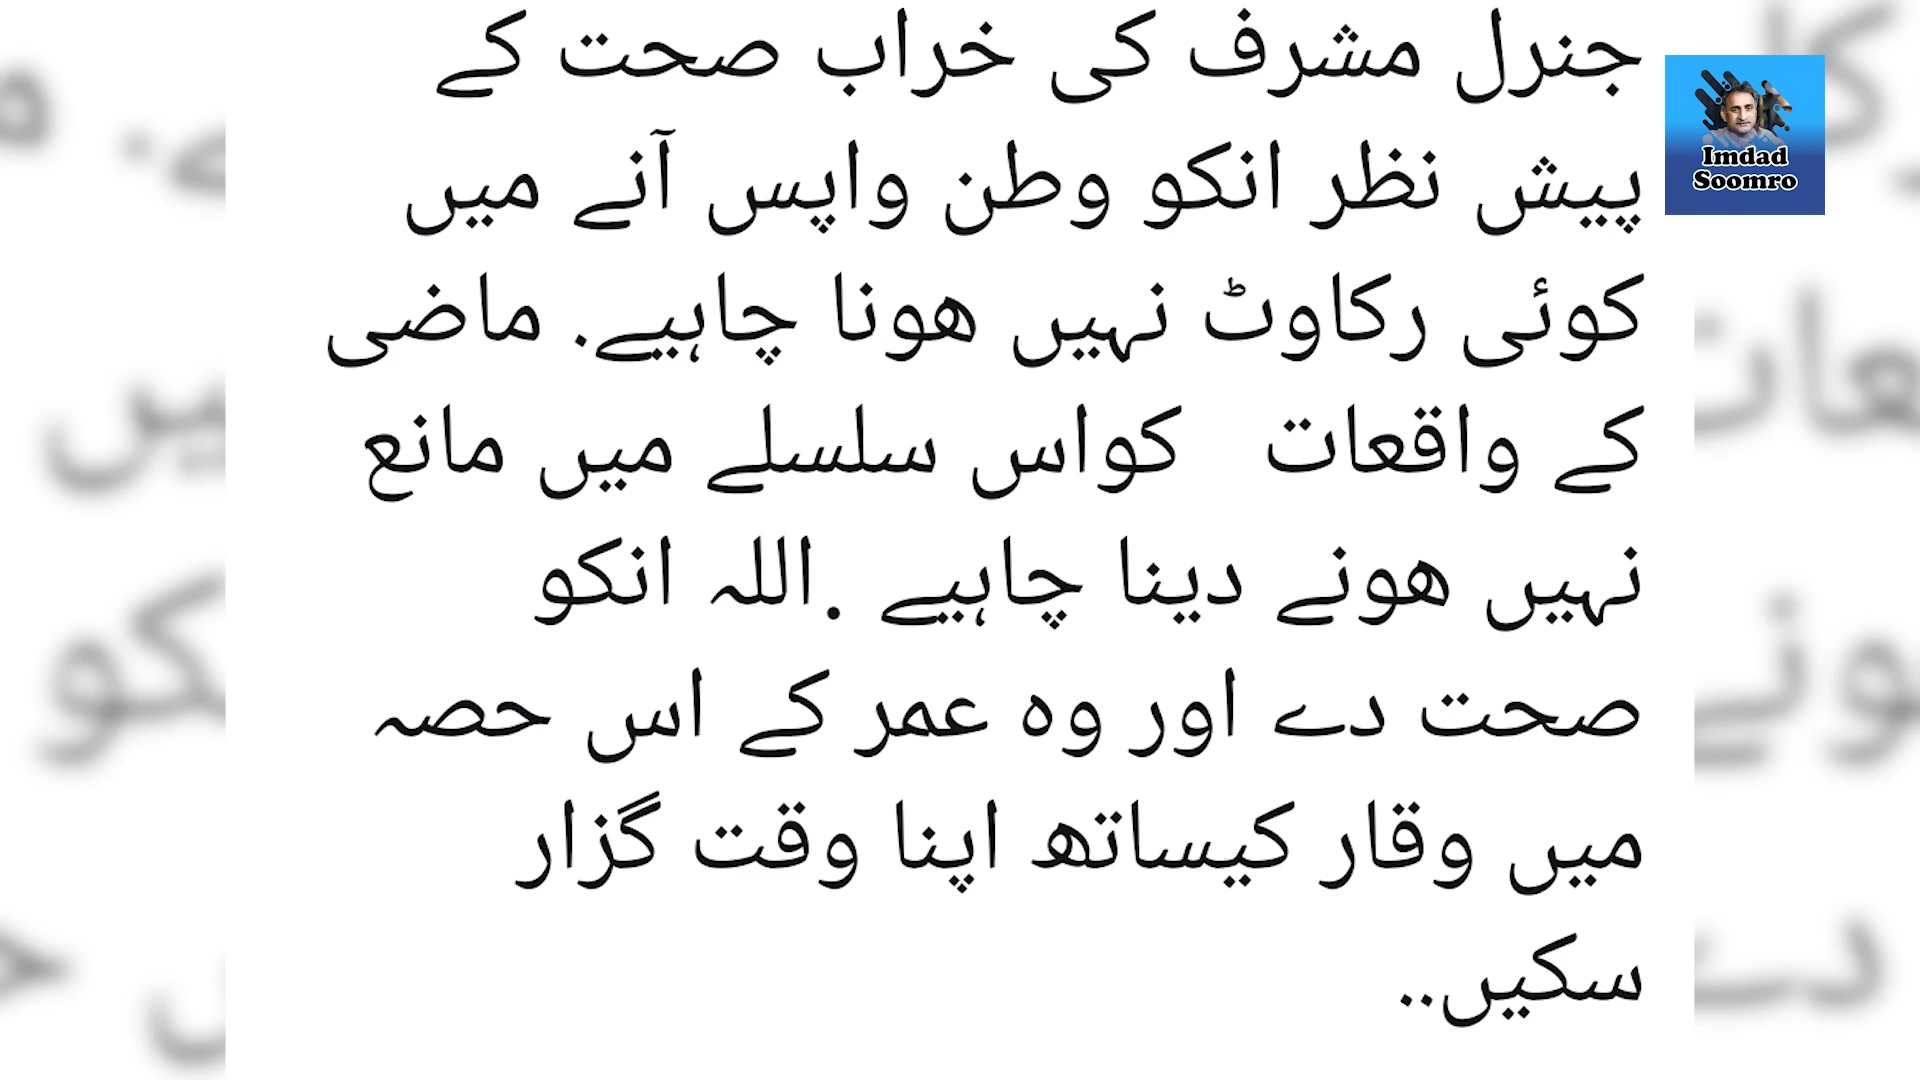 جنرل مشرف کی خراب صحت کے
پیش نظر انکو وطن واپس آنے میں
کوئی رکاوٹ نہیں ھونا چاہیے. ماضی
کے واقعات   کواس سلسلے میں مانع
نہیں ھونے دینا چاہیے .اللہ انکو
صحت دے اور وہ عمر کے اس حصہ
میں وقار کیساتھ اپنا وقت گزار
سکیں..
Imdad
Soomro